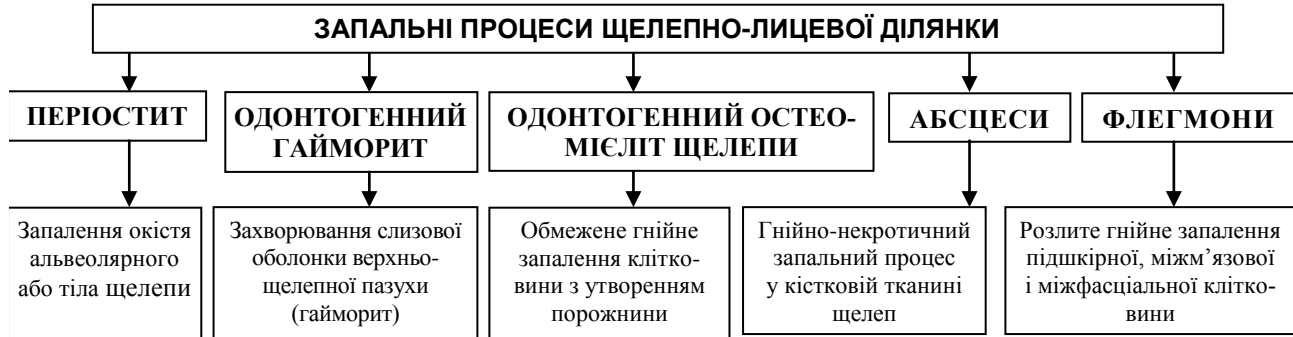 ЗАПАЛЬНІ ПРОЦЕСИ ЩЕЛЕПНО-ЛИЦЕВОЇ ДІЛЯНКИ
ПЕРІОСТИТ
ОДОНТОГЕННИЙ
ГАЙМОРИТ
ОДОНТОГЕННИЙ ОСТЕО-
МІЄЛІТ ЩЕЛЕПИ
АБСЦЕСИ
ФЛЕГМОНИ
Запалення окістя
альвеолярного
або тіла щелепи
Захворювання слизової
оболонки верхньо-
щелепної пазухи
(гайморит)
Обмежене гнійне
запалення клітко-
вини з утворенням
порожнини
Гнійно-некротичний
запальний процес
у кістковій тканині
щелеп
Розлите гнійне запалення
підшкірної, міжм’язової
і міжфасціальної клітко-
вини